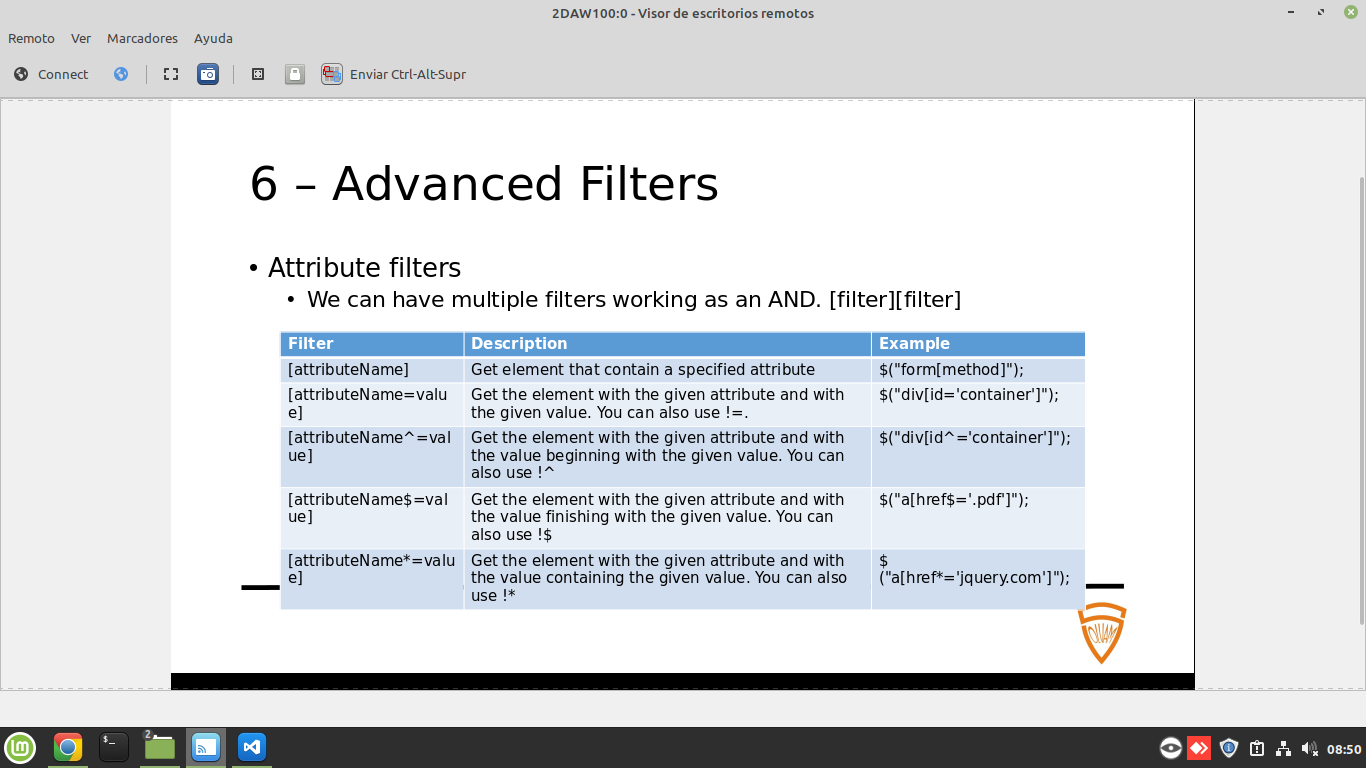 2DAW100:0 - Visor de escritorios remotos
Remoto Ver Marcadores Ayuda
Connect Enviar Ctrl-Alt-Supr
6 – Advanced Filters
• Attribute filters
• We can have multiple filters working as an AND. [filter][filter]
Filter Description Example
[attributeName] Get element that contain a specified attribute $("form[method]");
[attributeName=valu Get the element with the given attribute and with $("div[id='container']");
e] the given value. You can also use !=.
[attributeName^=val Get the element with the given attribute and with $("div[id^='container']");
ue] the value beginning with the given value. You can
also use !^
[attributeName$=val Get the element with the given attribute and with $("a[href$='.pdf']");
ue] the value finishing with the given value. You can
also use !$
[attributeName*=valu Get the element with the given attribute and with $
e] the value containing the given value. You can also ("a[href*='jquery.com']");
use !*
2
08:50